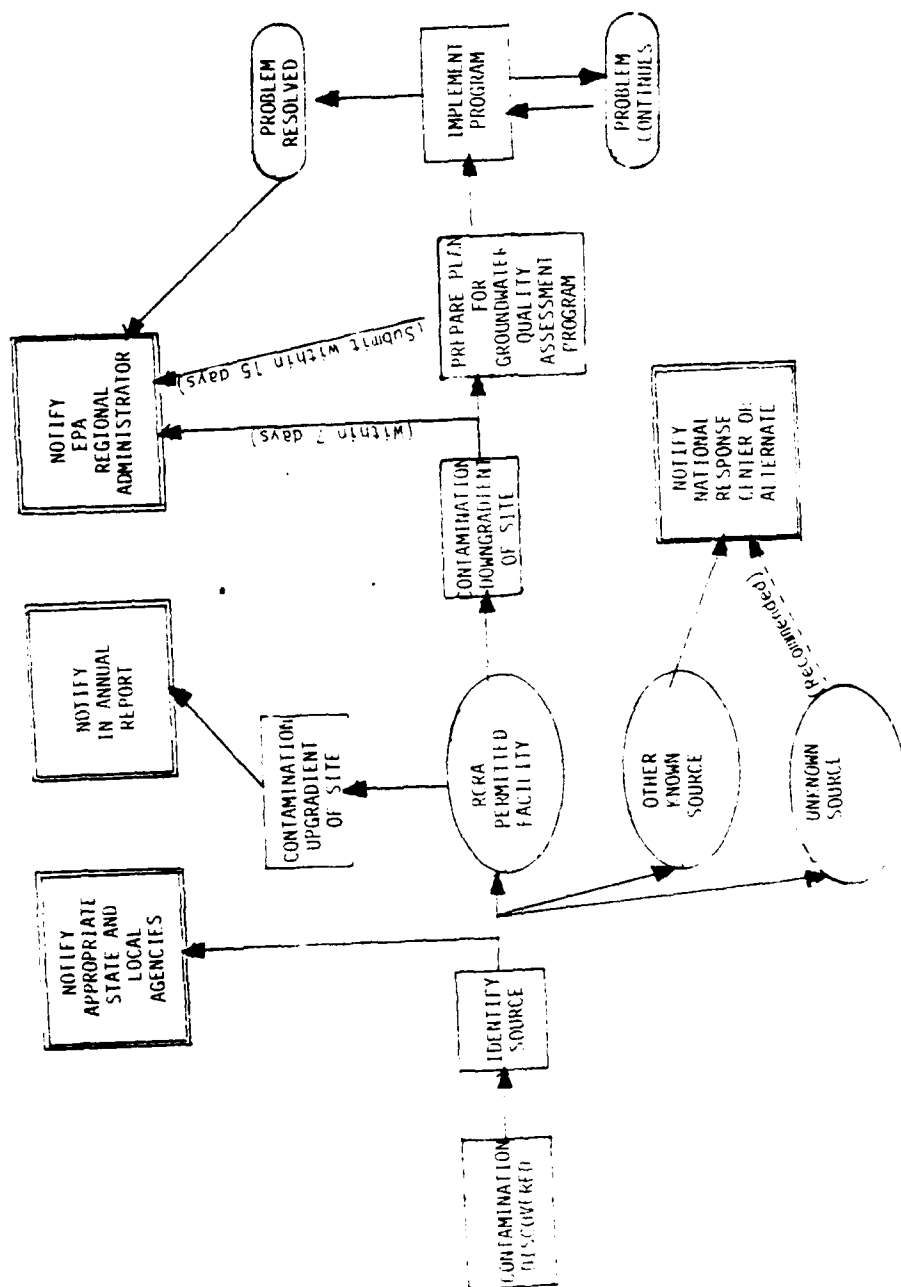 CONTAMINATION
DISCOVERED
IDENTIFY
SOURCE
NOTIFY
APPROPRIATE
STATE AND
LOCAL
AGENCIES
RCRA
PERMITTED
FACILITY
OTHER
KNOWN
SOURCE
UNKNOWN
SOURCE
CONTAMINATION
UPGRADIENT
OF SITE
NOTIFY
IN ANNUAL
REPORT
CONTAMINATION
DOWNGRADIENT
OF SITE
(within 7 days)
NOTIFY
EPA
REGIONAL
ADMINISTRATOR
(Submit within 15 days)
PREPARE PLAN
FOR
GROUNDWATER
QUALITY
ASSESSMENT
PROGRAM
(Recommended)
NOTIFY
NATIONAL
RESPONSE
CENTER OR
ALTERNATE
IMPLEMENT
PROGRAM
PROBLEM
RESOLVED
PROBLEM
CONTINUES